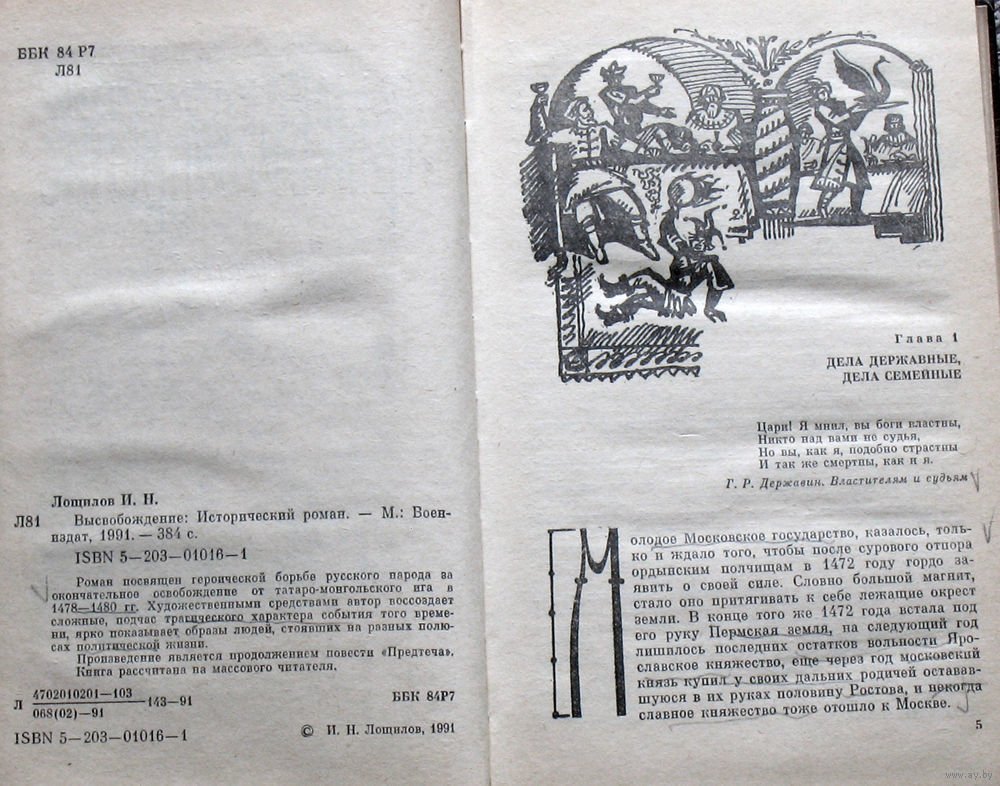 ББК 84 Р7
Л81
Лощилов И. Н.
Л81 Высвобождение: Исторический роман. — М.: Воен-
издат, 1991. — 384 с.
ISBN 5—203—01016—1
Роман посвящен героической борьбе русского народа за
окончательное освобождение от татаро-монгольского ига в
1478—1480 гг. Художественными средствами автор воссоздает
сложные, подчас трагического характера события того време-
ни, ярко показывает образы людей, стоявших на разных полю-
сах политической жизни.
Произведение является продолжением повести «Предтеча».
Книга рассчитана на массового читателя.
Л 4702010201—103
068(02)—91
143—91
ББК 84Р7
ISBN 5—203—01016—1
© И. Н. Лощилов, 1991
Глава 1
ДЕЛА ДЕРЖАВНЫЕ,
ДЕЛА СЕМЕЙНЫЕ
Цари! Я мнил, вы боги властны,
Никто над вами не судья,
Но вы, как я, подобно страстны
И так же смертны, как и я.
Г. Р. Державин. Властителям и судьям
Молодое Московское государство, казалось, толь-
ко и ждало того, чтобы после сурового отпора
ордынским полчищам в 1472 году гордо за-
явить о своей силе. Словно большой магнит,
стало оно притягивать к себе лежащие окрест
земли. В конце того же 1472 года встала под
его руку Пермская земля, на следующий год
лишилось последних остатков вольности Яро-
славское княжество, еще через год московский
князь купил у своих дальних родичей оставав-
шуюся в их руках половину Ростова, и некогда
славное княжество тоже отошло к Москве.
5
www.ay.by